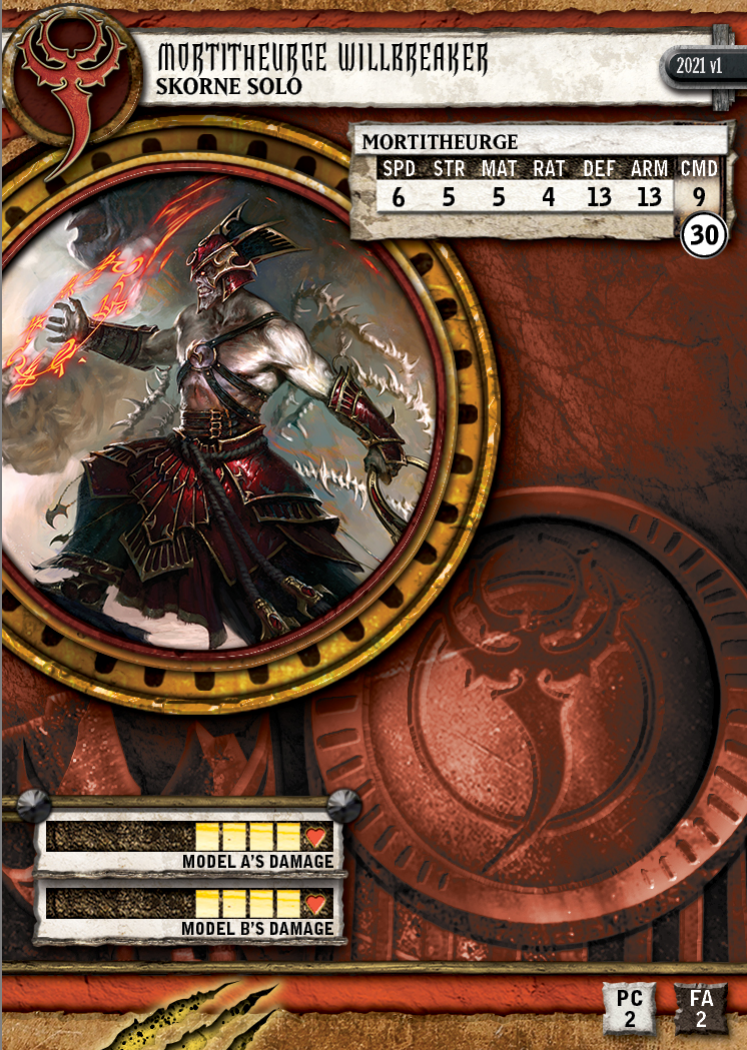 MORTITHEURGE WILLBREAKER
SKORNE SOLO
2021 v1
MORTITHEURGE
SPD STR MAT RAT DEF ARM CMD
6 5 5 4 13 13 9
30
MODEL A'S DAMAGE
MODEL B'S DAMAGE
PC FA
2 2